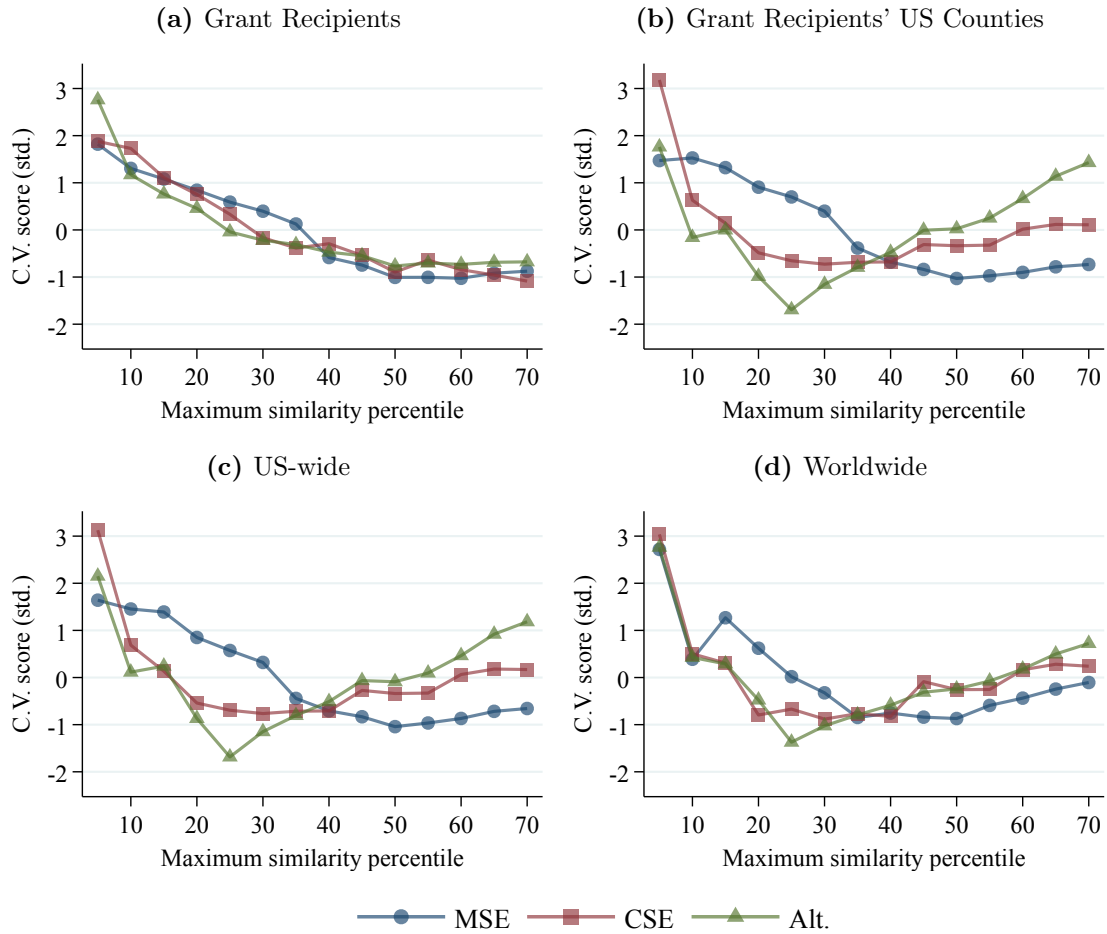 (a) Grant Recipients
(b) Grant Recipients' US Counties
C.V. score (std.)
3
2
1
0
-1
-2
10 20 30 40 50 60 70
Maximum similarity percentile
C.V. score (std.)
3
2
1
0
-1
-2
10 20 30 40 50 60 70
Maximum similarity percentile
(c) US-wide
(d) Worldwide
C.V. score (std.)
3
2
1
0
-1
-2
10 20 30 40 50 60 70
Maximum similarity percentile
C.V. score (std.)
3
2
1
0
-1
-2
10 20 30 40 50 60 70
Maximum similarity percentile
MSE CSE Alt.